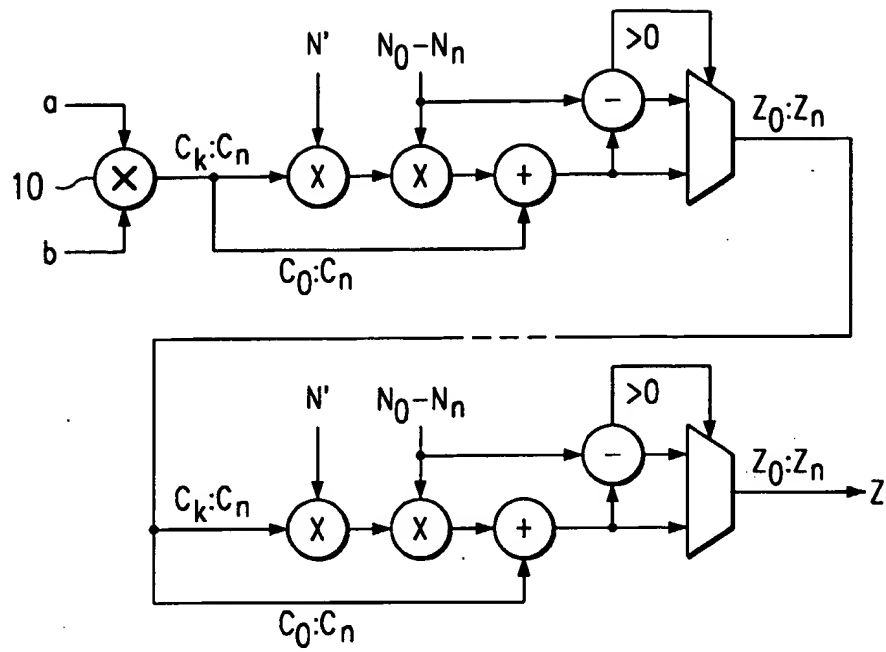 N'
N₀-Nₙ
>0
a
10
b
Cₖ:Cₙ
X
X
X
+
-
Z₀:Zₙ
C₀:Cₙ
N'
N₀-Nₙ
>0
Cₖ:Cₙ
X
X
+
-
Z₀:Zₙ
Z
C₀:Cₙ